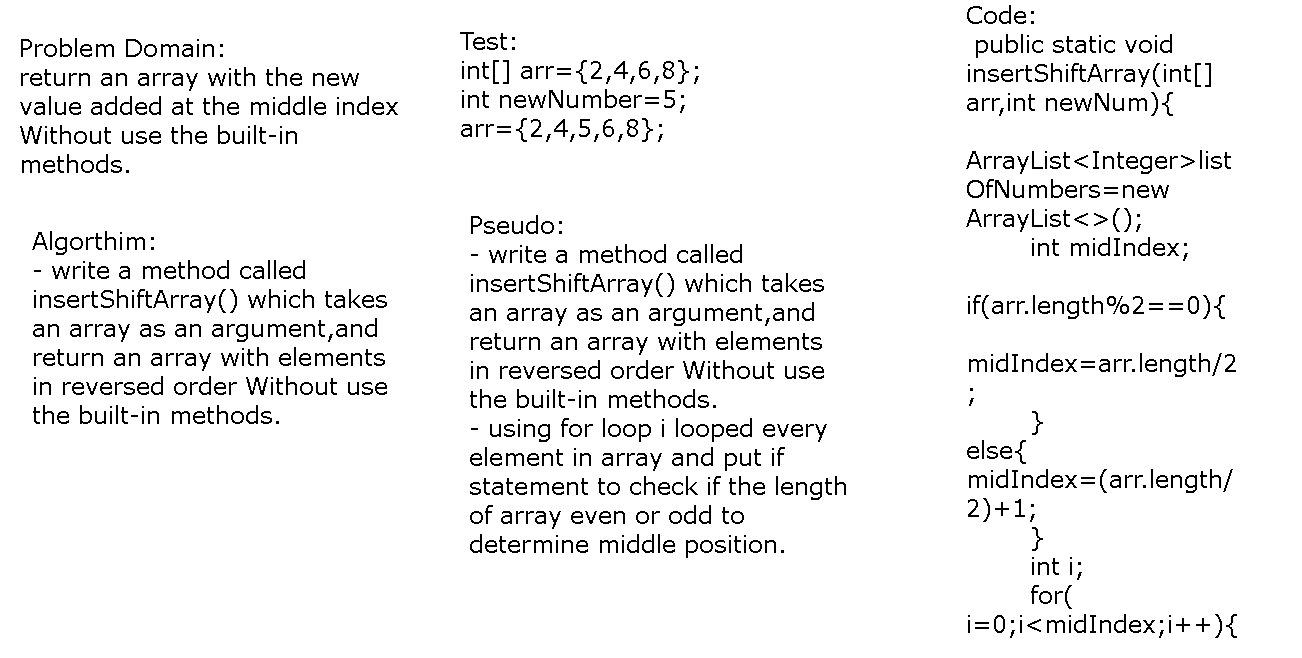 Problem Domain:
return an array with the new
value added at the middle index
Without use the built-in
methods.
Algorthim:
- write a method called
insertShiftArray() which takes
an array as an argument,and
return an array with elements
in reversed order Without use
the built-in methods.
Test:
int[] arr={2,4,6,8};
int newNumber=5;
arr={2,4,5,6,8};
Pseudo:
- write a method called
insertShiftArray() which takes
an array as an argument,and
return an array with elements
in reversed order Without use
the built-in methods.
- using for loop i looped every
element in array and put if
statement to check if the length
of array even or odd to
determine middle position.
Code:
public static void
insertShiftArray(int[]
arr,int newNum){
ArrayList<Integer>list
OfNumbers=new
ArrayList<>();
int midIndex;
if(arr.length%2==0){
midIndex=arr.length/2
;
}
else{
midIndex=(arr.length/
2)+1;
}
int i;
for(
i=0;i<midIndex;i++){